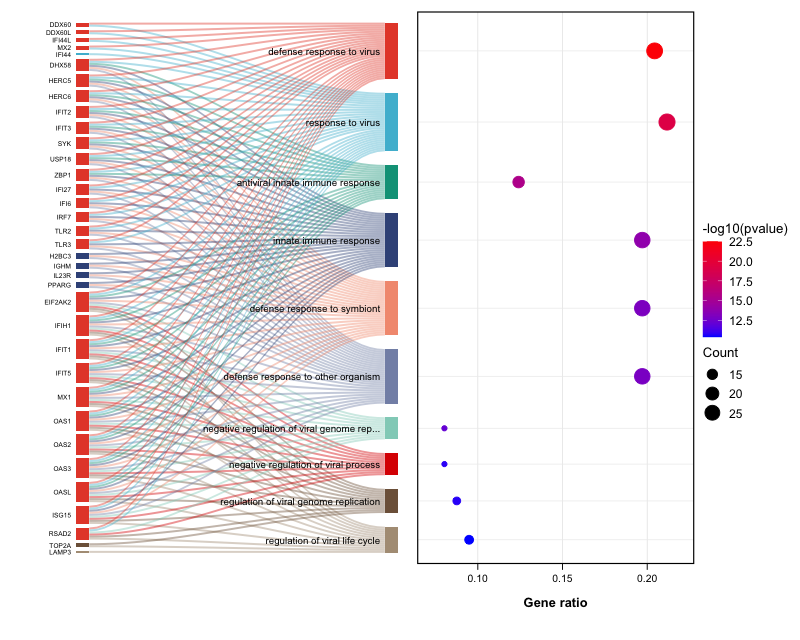 DDX60
DDX60L
IFI44L
MX2
IFI44
DHX58
HERC5
HERC6
IFIT2
IFIT3
SYK
USP18
ZBP1
IFI27
IFI6
IRF7
TLR2
TLR3
H2BC3
IGHM
IL23R
PPARG
EIF2AK2
IFIH1
IFIT1
IFIT5
MX1
OAS1
OAS2
OAS3
OASL
ISG15
RSAD2
TOP2A
LAMP3
defense response to virus
response to virus
antiviral innate immune response
innate immune response
defense response to symbiont
defense response to other organism
negative regulation of viral genome rep...
negative regulation of viral process
regulation of viral genome replication
regulation of viral life cycle
0.10
0.15
0.20
Gene ratio
-log10(pvalue)
22.5
20.0
17.5
15.0
12.5
Count
15
20
25